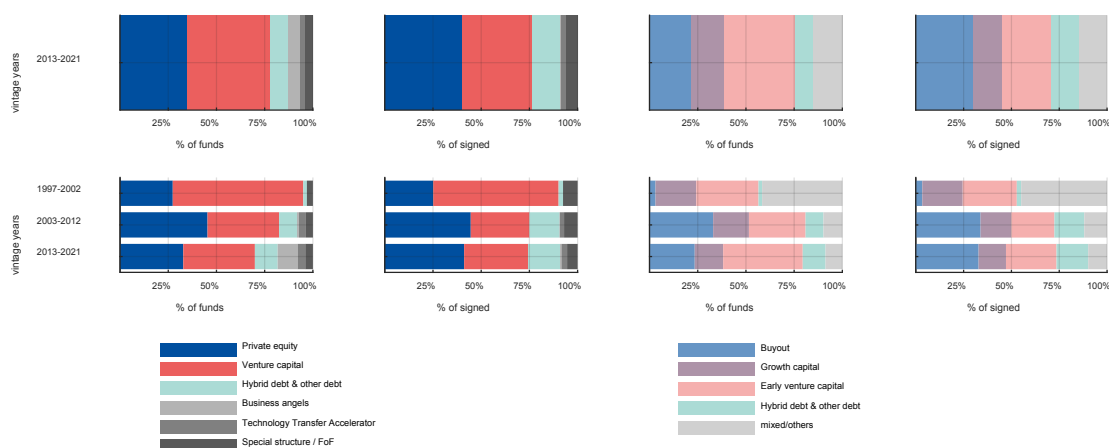 vintage years
2013-2021
25% 50% 75% 100%
25% 50% 75% 100%
25% 50% 75% 100%
25% 50% 75% 100%
% of funds
% of signed
% of funds
% of signed
vintage years
1997-2002
2003-2012
2013-2021
25% 50% 75% 100%
25% 50% 75% 100%
25% 50% 75% 100%
25% 50% 75% 100%
% of funds
% of signed
% of funds
% of signed
Private equity
Venture capital
Hybrid debt & other debt
Business angels
Technology Transfer Accelerator
Special structure / FoF
Buyout
Growth capital
Early venture capital
Hybrid debt & other debt
mixed/others